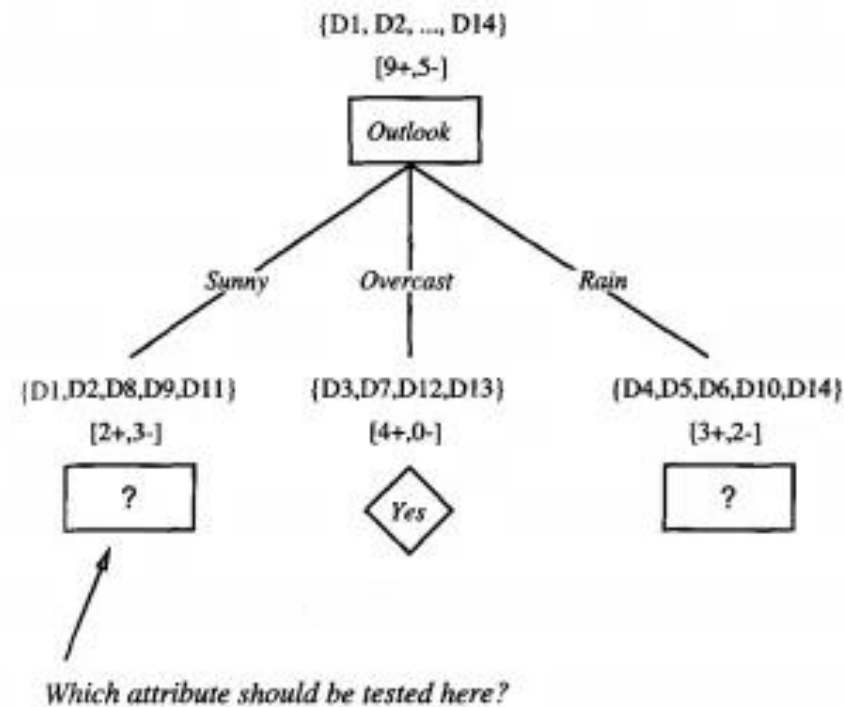 {D1, D2, ..., D14}
[9+,5-]
Outlook
Sunny Overcast Rain
{D1,D2,D8,D9,D11} {D3,D7,D12,D13} {D4,D5,D6,D10,D14}
[2+,3-] [4+,0-] [3+,2-]
? Yes ?
Which attribute should be tested here?